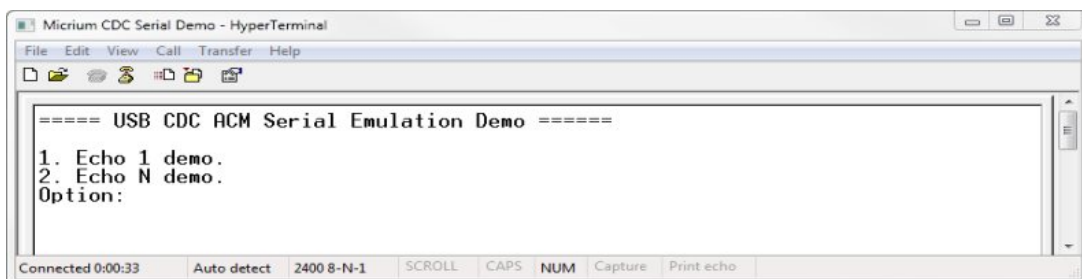 Micrium CDC Serial Demo - HyperTerminal
File Edit View Call Transfer Help
===== USB CDC ACM Serial Emulation Demo ======
1. Echo 1 demo.
2. Echo N demo.
Option:
Connected 0:00:33 Auto detect 2400 8-N-1 SCROLL CAPS NUM Capture Print echo